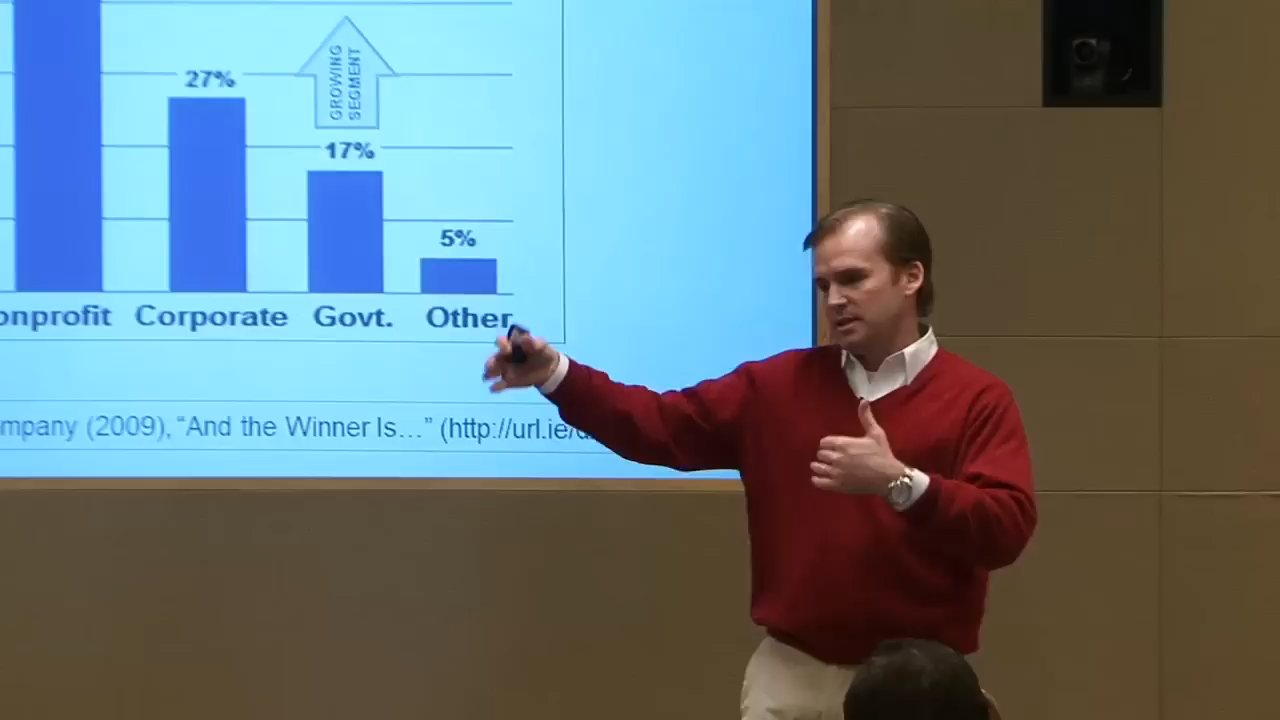 GROWING
SEGMENT
27%
17%
5%
onprofit Corporate Govt. Other
mpany (2009), “And the Winner Is…” (http://url.ie/